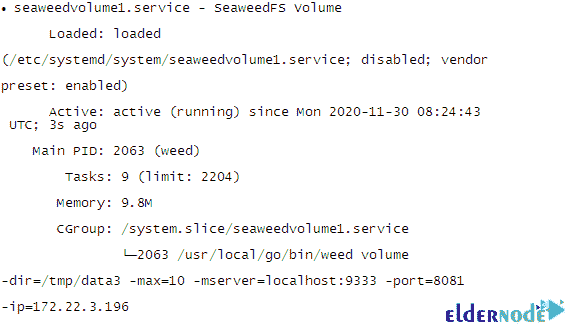 • seaweedvolume1.service - SeaweedFS Volume
Loaded: loaded
(/etc/systemd/system/seaweedvolume1.service; disabled; vendor
preset: enabled)
Active: active (running) since Mon 2020-11-30 08:24:43
UTC; 3s ago
Main PID: 2063 (weed)
Tasks: 9 (limit: 2204)
Memory: 9.8M
CGroup: /system.slice/seaweedvolume1.service
└─2063 /usr/local/go/bin/weed volume
-dir=/tmp/data3 -max=10 -mserver=localhost:9333 -port=8081
-ip=172.22.3.196
ELDERNODE